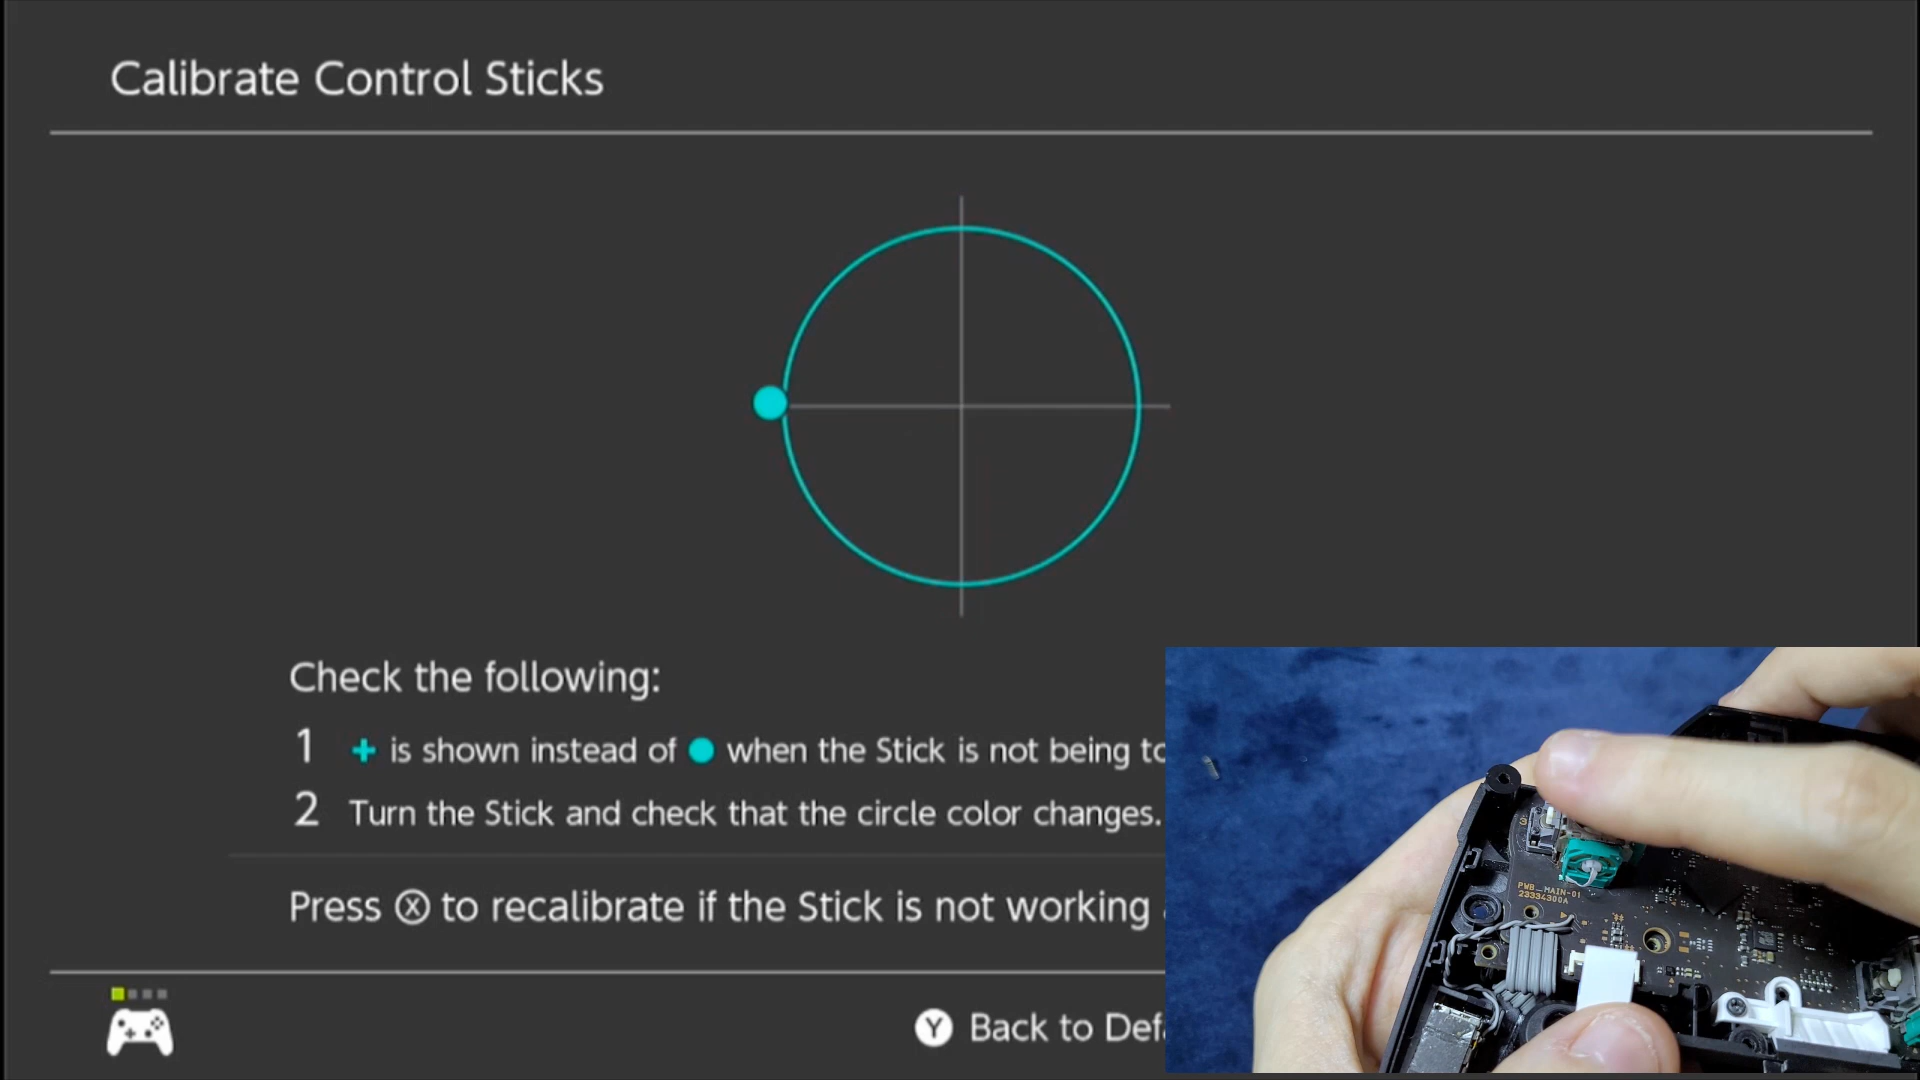 Calibrate Control Sticks
Check the following:
1 + is shown instead of ● when the Stick is not being to
2 Turn the Stick and check that the circle color changes.
Press Ⓧ to recalibrate if the Stick is not working
Ⓨ Back to Defa
PWB_MAIN-01
23334300A